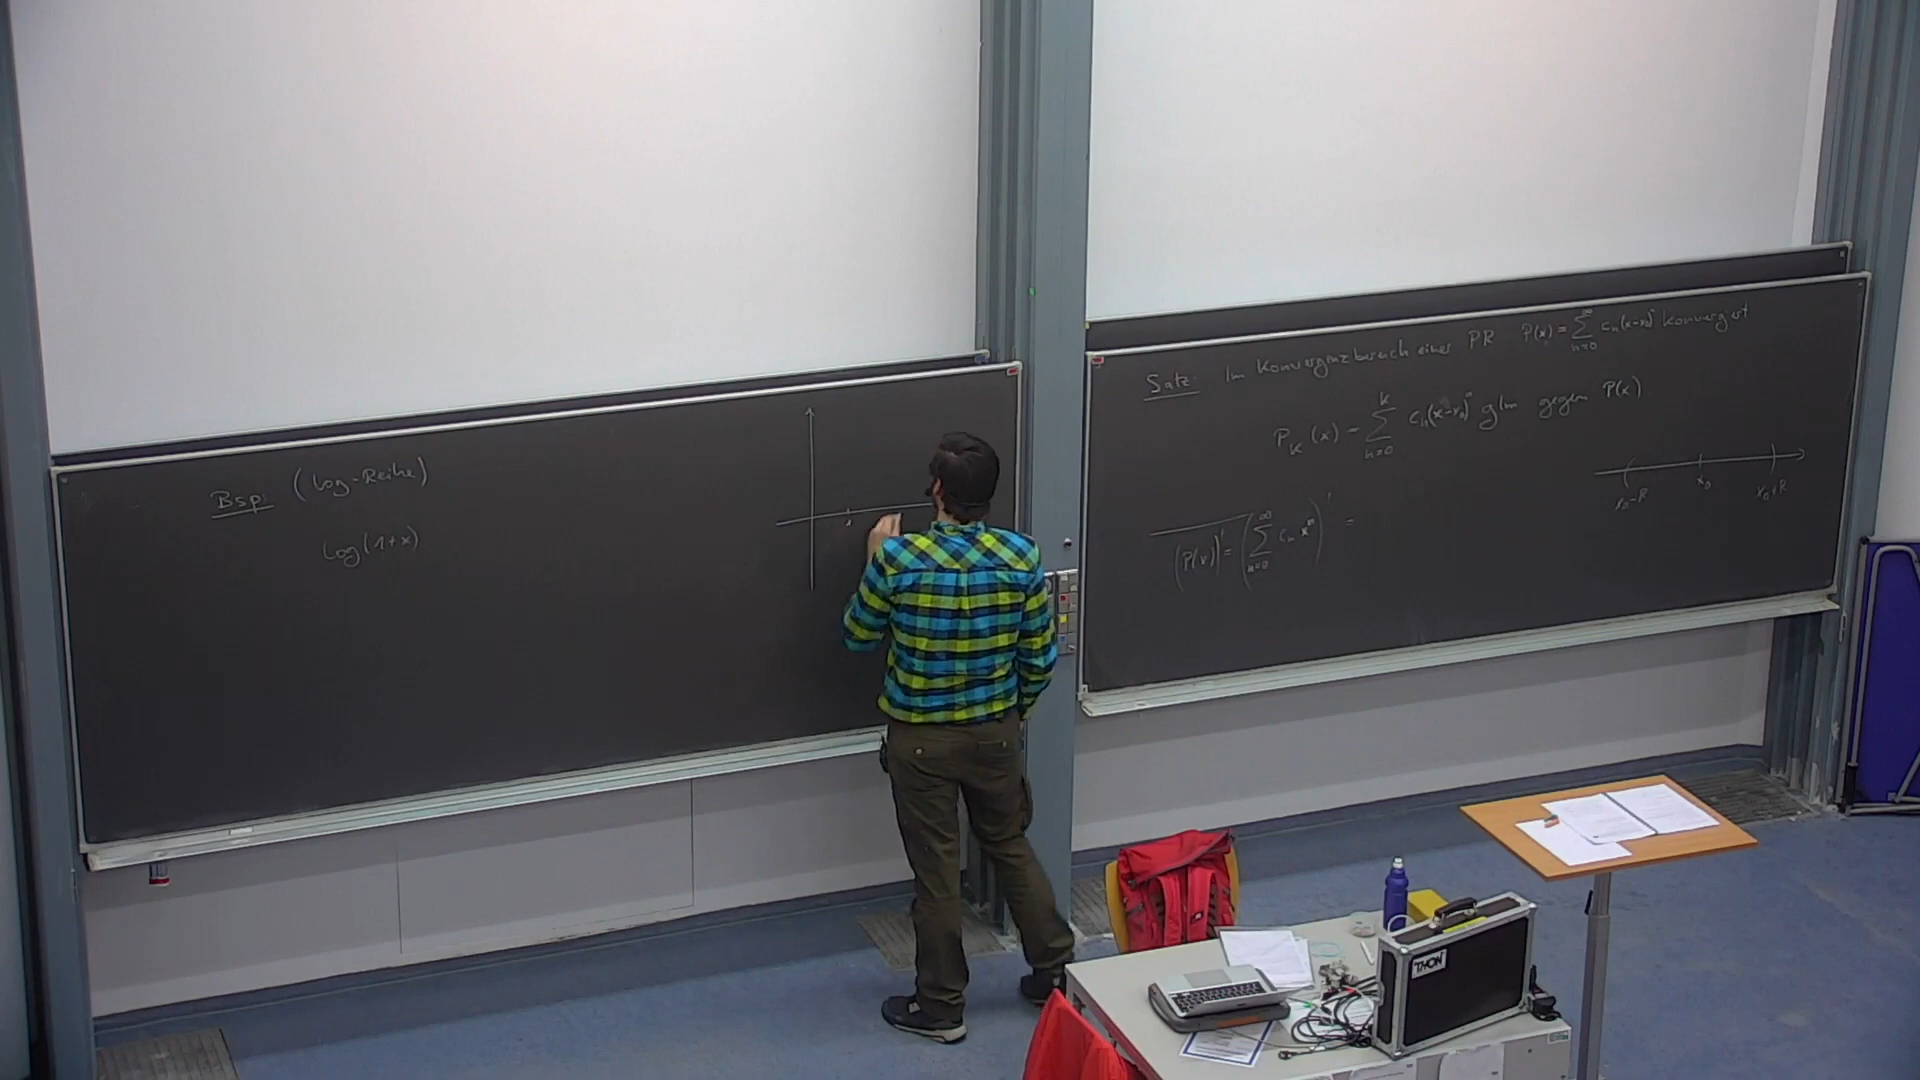 Bsp: (log-Reihe)
log(1+x)
1
Satz: Im Konvergenzbereich einer PR P(x) = ∑_{n=0}^{∞} c_n(x-x_0)^n konvergiert
P_K(x) = ∑_{n=0}^{K} c_n(x-x_0)^n glm gegen P(x)
x_0-R x_0 x_0+R
(P(x))' = (∑_{n=0}^{∞} c_n x^n)' =
THON